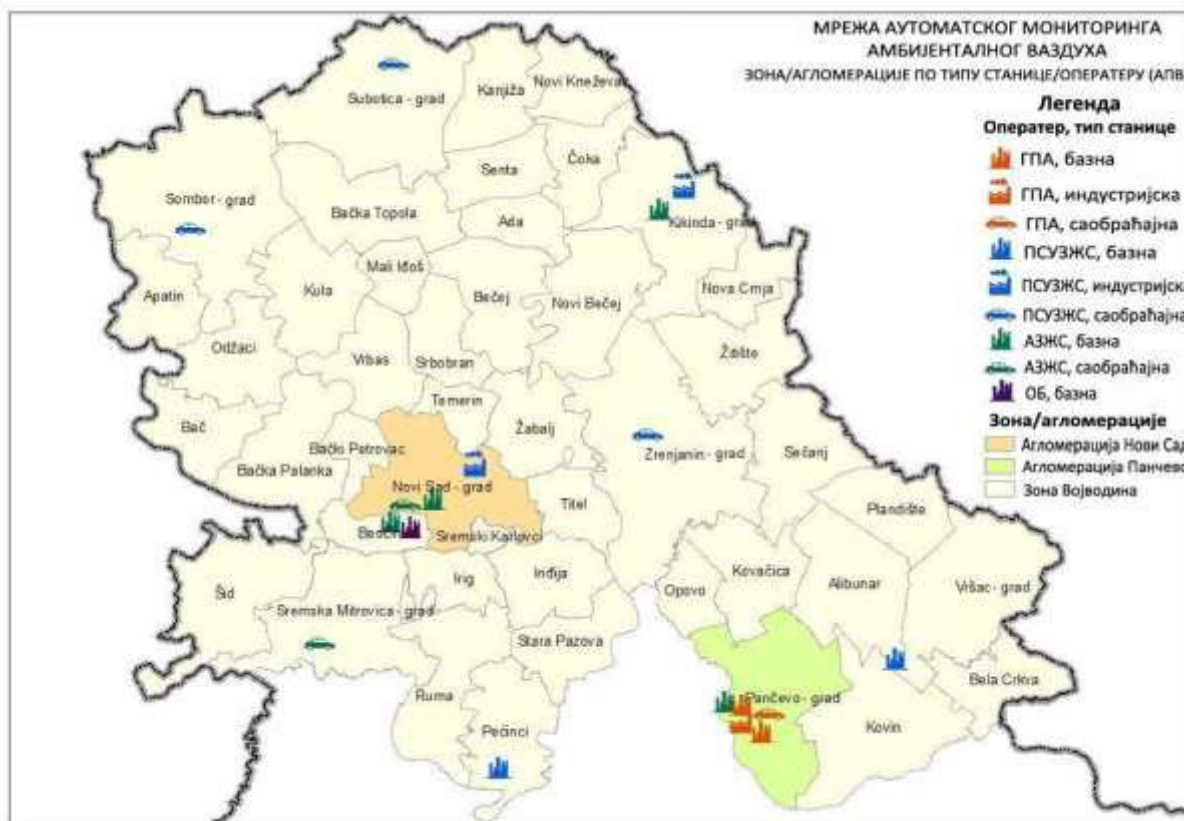 МРЕЖА АУТОМАТСКОГ МОНИТОРИНГА
АМБИЈЕНТАЛНОГ ВАЗДУХА
ЗОНА/АГЛОМЕРАЦИЈЕ ПО ТИПУ СТАНИЦЕ/ОПЕРАТЕРУ (АПВ
Легенда
Оператер, тип станице
ГПА, базна
ГПА, индустријска
ГПА, саобраћајна
ПСУЗЖС, базна
ПСУЗЖС, индустријска
ПСУЗЖС, саобраћајна
АЗЖС, базна
АЗЖС, саобраћајна
ОБ, базна
Зона/агломерације
Агломерација Нови Сад
Агломерација Панчево
Зона Војводина
Subotica - grad
Kanjiža
Novi Kneževac
Senta
Čoka
Sombor - grad
Bačka Topola
Ada
Kikinda - grad
Mali Iđoš
Apatin
Kula
Bečej
Novi Bečej
Nova Crnja
Odžaci
Vrbas
Srbobran
Žitište
Temerin
Bač
Bački Petrovac
Žabalj
Zrenjanin - grad
Sečanj
Bačka Palanka
Novi Sad - grad
Titel
Plandište
Beočin
Sremski Karlovci
Kovačica
Alibunar
Vršac - grad
Opovo
Šid
Irig
Inđija
Sremska Mitrovica - grad
Stara Pazova
Bela Crkva
Ruma
Pančevo - grad
Kovin
Pećinci